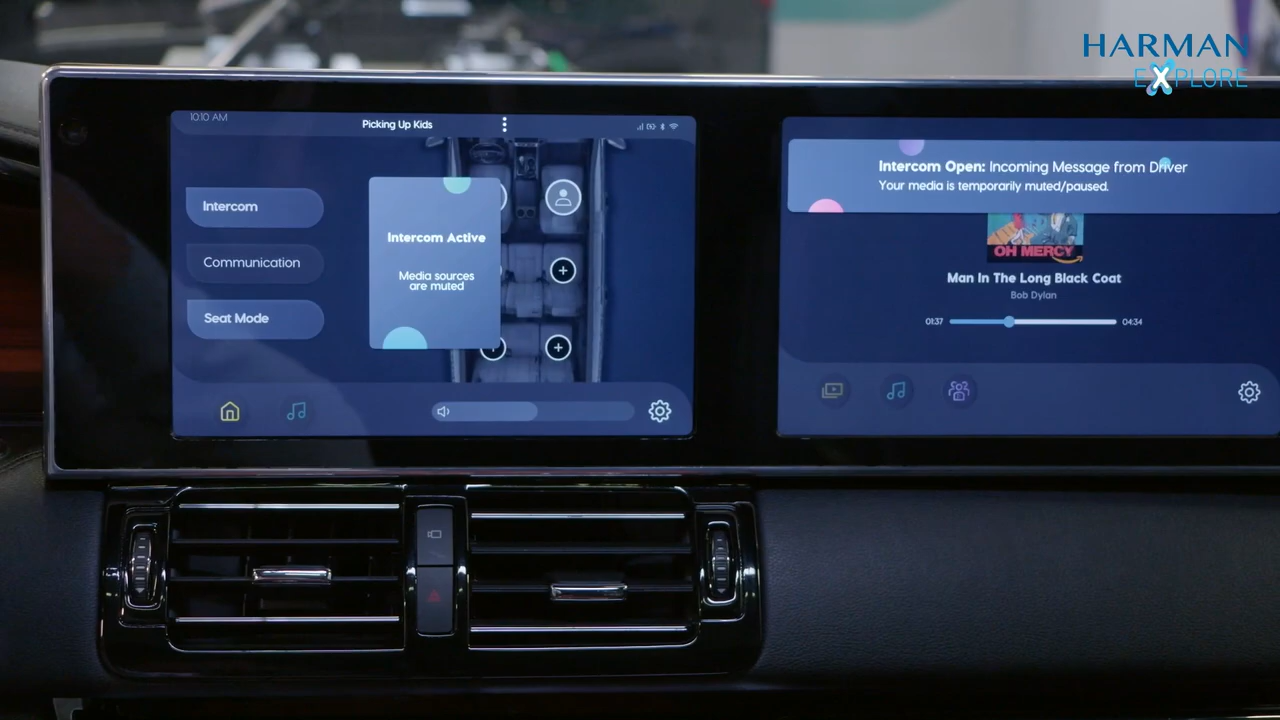 HARMAN
EXPLORE
10:10 AM
Picking Up Kids
Intercom
Communication
Seat Mode
Intercom Active
Media sources
are muted
Intercom Open: Incoming Message from Driver
Your media is temporarily muted/paused.
OH MERCY
Man In The Long Black Coat
Bob Dylan
01:37
04:34